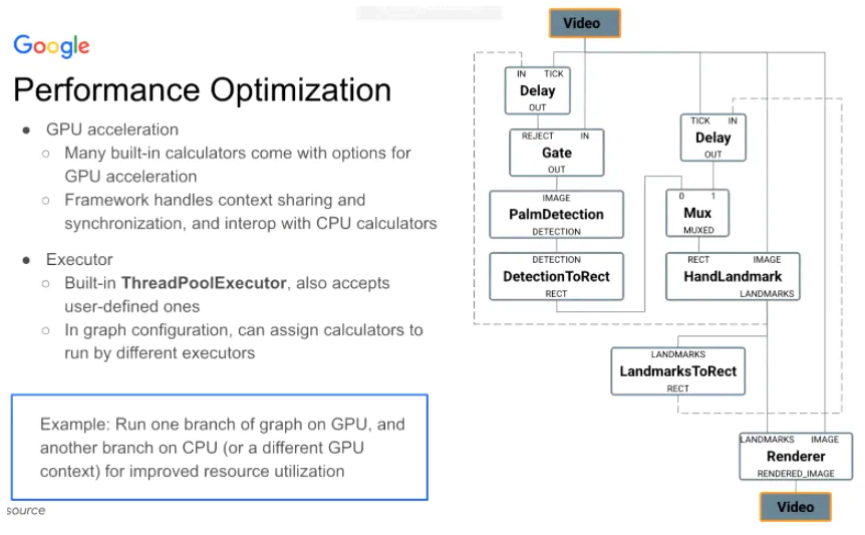 Google
Performance Optimization
● GPU acceleration
○ Many built-in calculators come with options for
GPU acceleration
○ Framework handles context sharing and
synchronization, and interop with CPU calculators
● Executor
○ Built-in ThreadPoolExecutor, also accepts
user-defined ones
○ In graph configuration, can assign calculators to
run by different executors
Example: Run one branch of graph on GPU, and
another branch on CPU (or a different GPU
context) for improved resource utilization
source
Video
IN TICK
Delay
OUT
REJECT IN
Gate
OUT
IMAGE
PalmDetection
DETECTION
DETECTION
DetectionToRect
RECT
TICK IN
Delay
OUT
0 1
Mux
MUXED
RECT IMAGE
HandLandmark
LANDMARKS
LANDMARKS
LandmarksToRect
RECT
LANDMARKS IMAGE
Renderer
RENDERED_IMAGE
Video